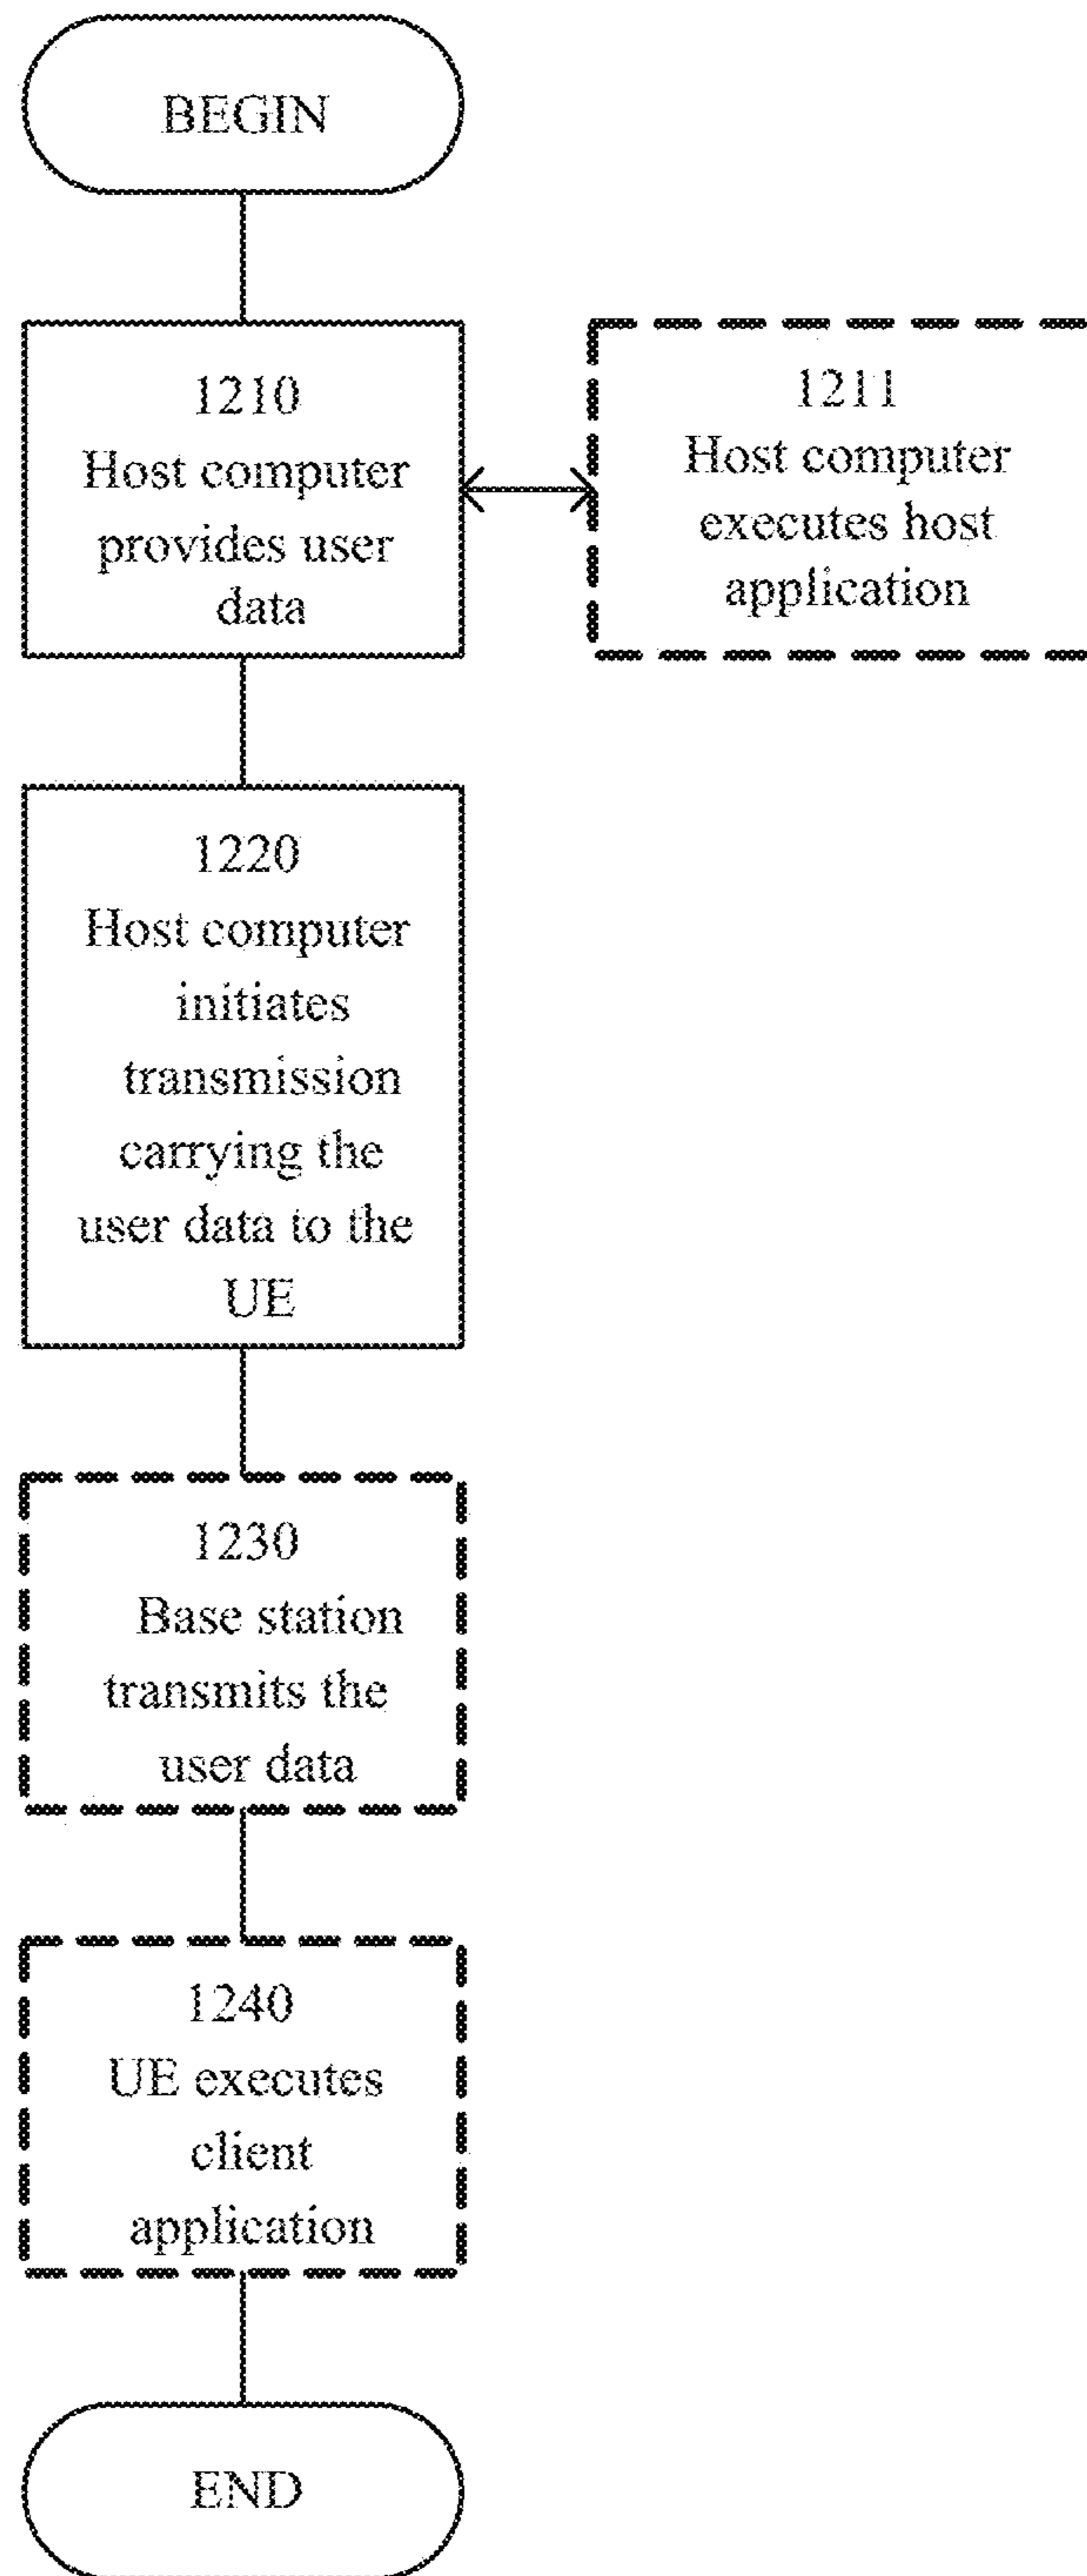 BEGIN
1210
Host computer
provides user
data
1211
Host computer
executes host
application
1220
Host computer
initiates
transmission
carrying the
user data to the
UE
1230
Base station
transmits the
user data
1240
UE executes
client
application
END